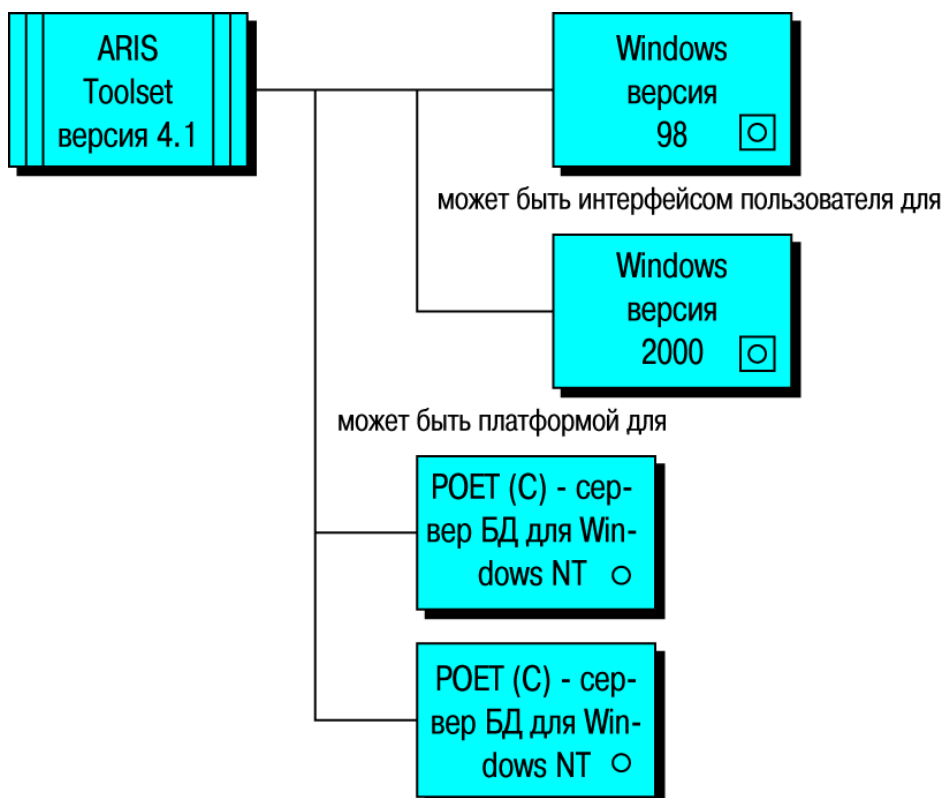 ARIS
Toolset
версия 4.1
Windows
версия
98
может быть интерфейсом пользователя для
Windows
версия
2000
может быть платформой для
POET (C) - сер-
вер БД для Win-
dows NT
POET (C) - сер-
вер БД для Win-
dows NT